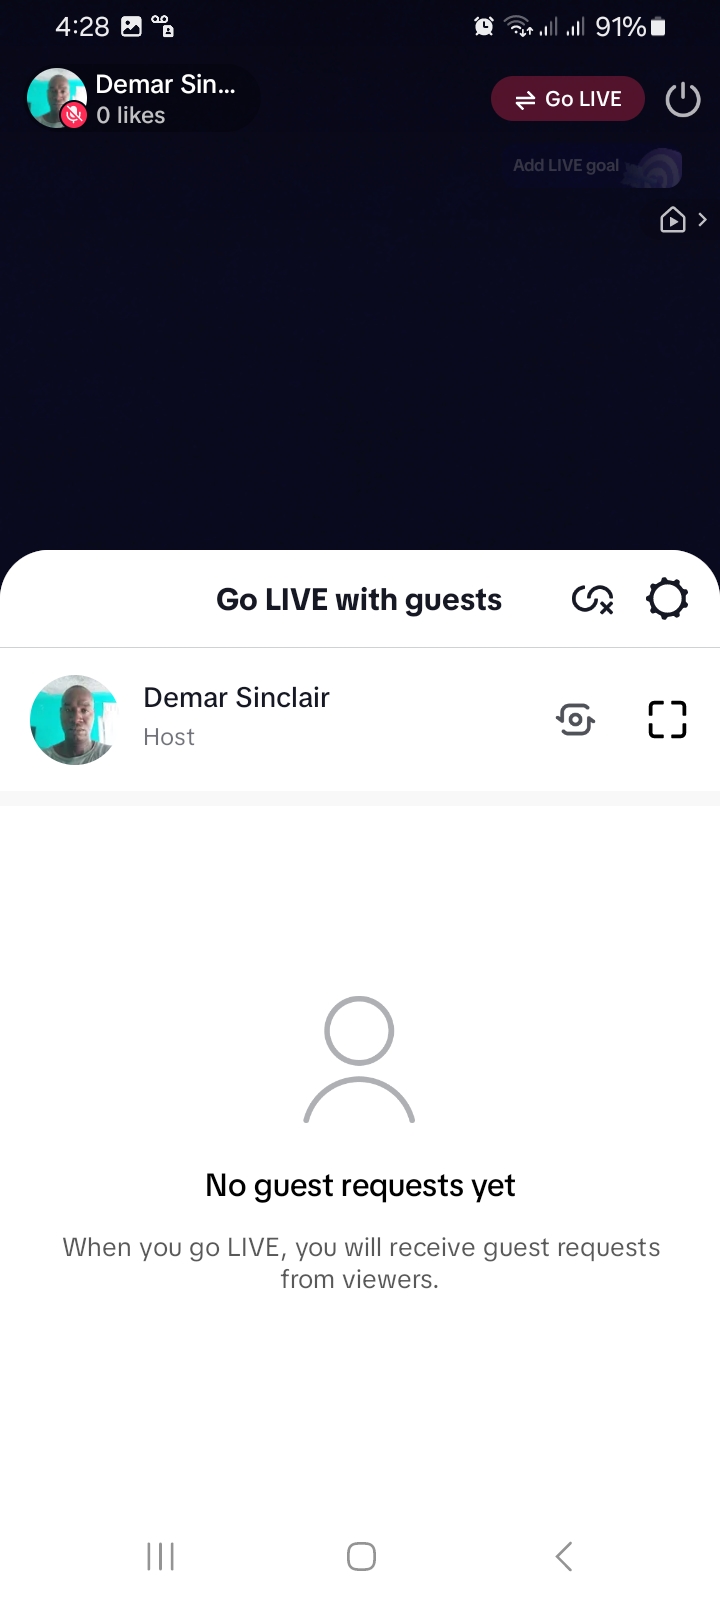 4:28
91%
Demar Sin...
0 likes
Go LIVE
Add LIVE goal
Go LIVE with guests
Demar Sinclair
Host
No guest requests yet
When you go LIVE, you will receive guest requests
from viewers.